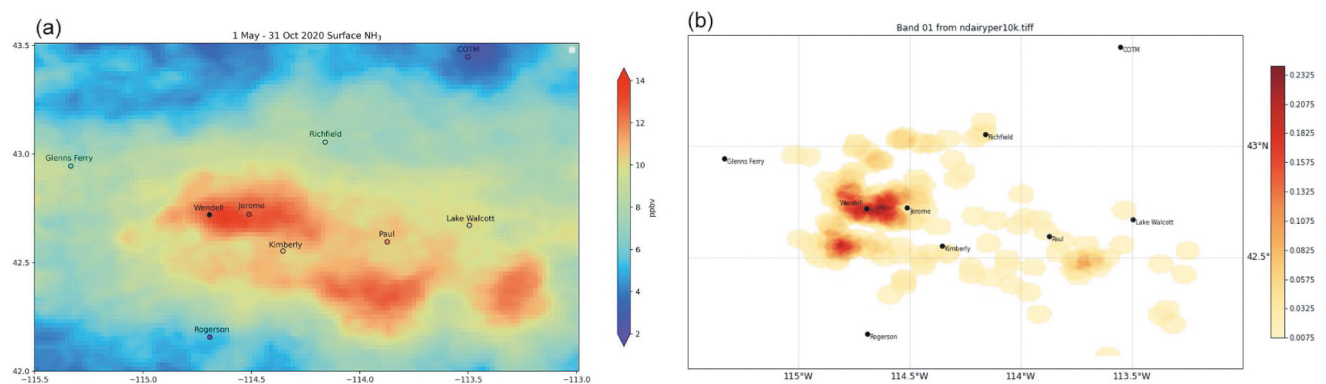 (a)
1 May - 31 Oct 2020 Surface NH₃
43.5
43.0
42.5
42.0
−115.5
−115.0
−114.5
−114.0
−113.5
−113.0
COTM
Richfield
Glenns Ferry
Wendell
Jerome
Lake Walcott
Kimberly
Paul
Rogerson
14
12
10
8
6
4
2
ppbv
(b)
Band 01 from ndairyper10k.tiff
COTM
Richfield
Glenns Ferry
Wendell
Jerome
Lake Walcott
Paul
Kimberly
Rogerson
43°N
42.5°N
115°W
114.5°W
114°W
113.5°W
0.2325
0.2075
0.1825
0.1575
0.1325
0.1075
0.0825
0.0575
0.0325
0.0075